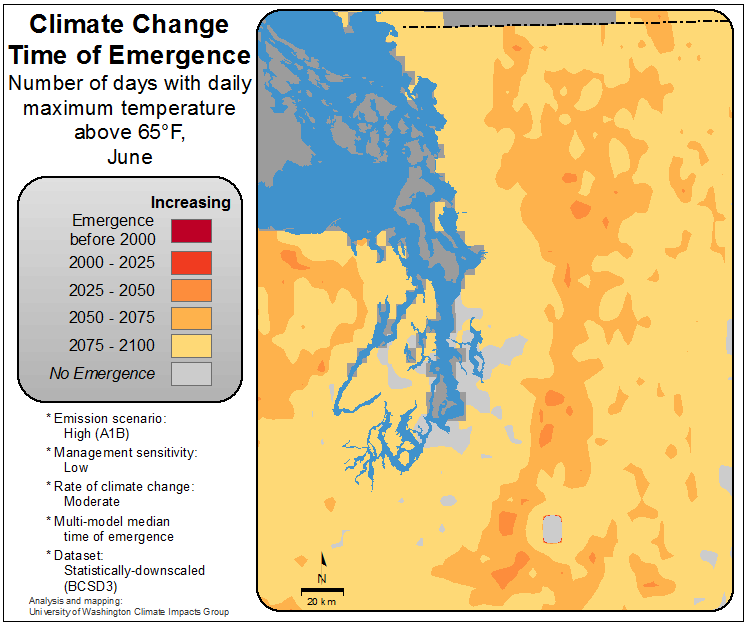 Climate Change
Time of Emergence
Number of days with daily
maximum temperature
above 65°F,
June
Increasing
Emergence
before 2000
2000 - 2025
2025 - 2050
2050 - 2075
2075 - 2100
No Emergence
* Emission scenario:
High (A1B)
* Management sensitivity:
Low
* Rate of climate change:
Moderate
* Multi-model median
time of emergence
* Dataset:
Statistically-downscaled
(BCSD3)
Analysis and mapping:
University of Washington Climate Impacts Group
N
20 km